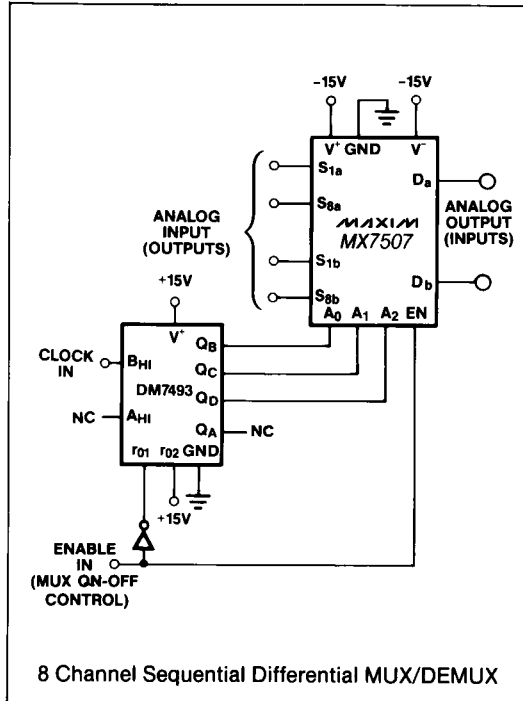 -15V
-15V
V+ GND V-
S1a
Da
S8a
ANALOG
INPUT
(OUTPUTS)
MAXIM
MX7507
ANALOG
OUTPUT
(INPUTS)
S1b
Db
S8b
A0 A1 A2 EN
+15V
V+
QB
CLOCK
IN
BHI
QC
DM7493
QD
NC
AHI
QA
NC
r01 r02 GND
+15V
ENABLE
IN
(MUX ON-OFF
CONTROL)
8 Channel Sequential Differential MUX/DEMUX